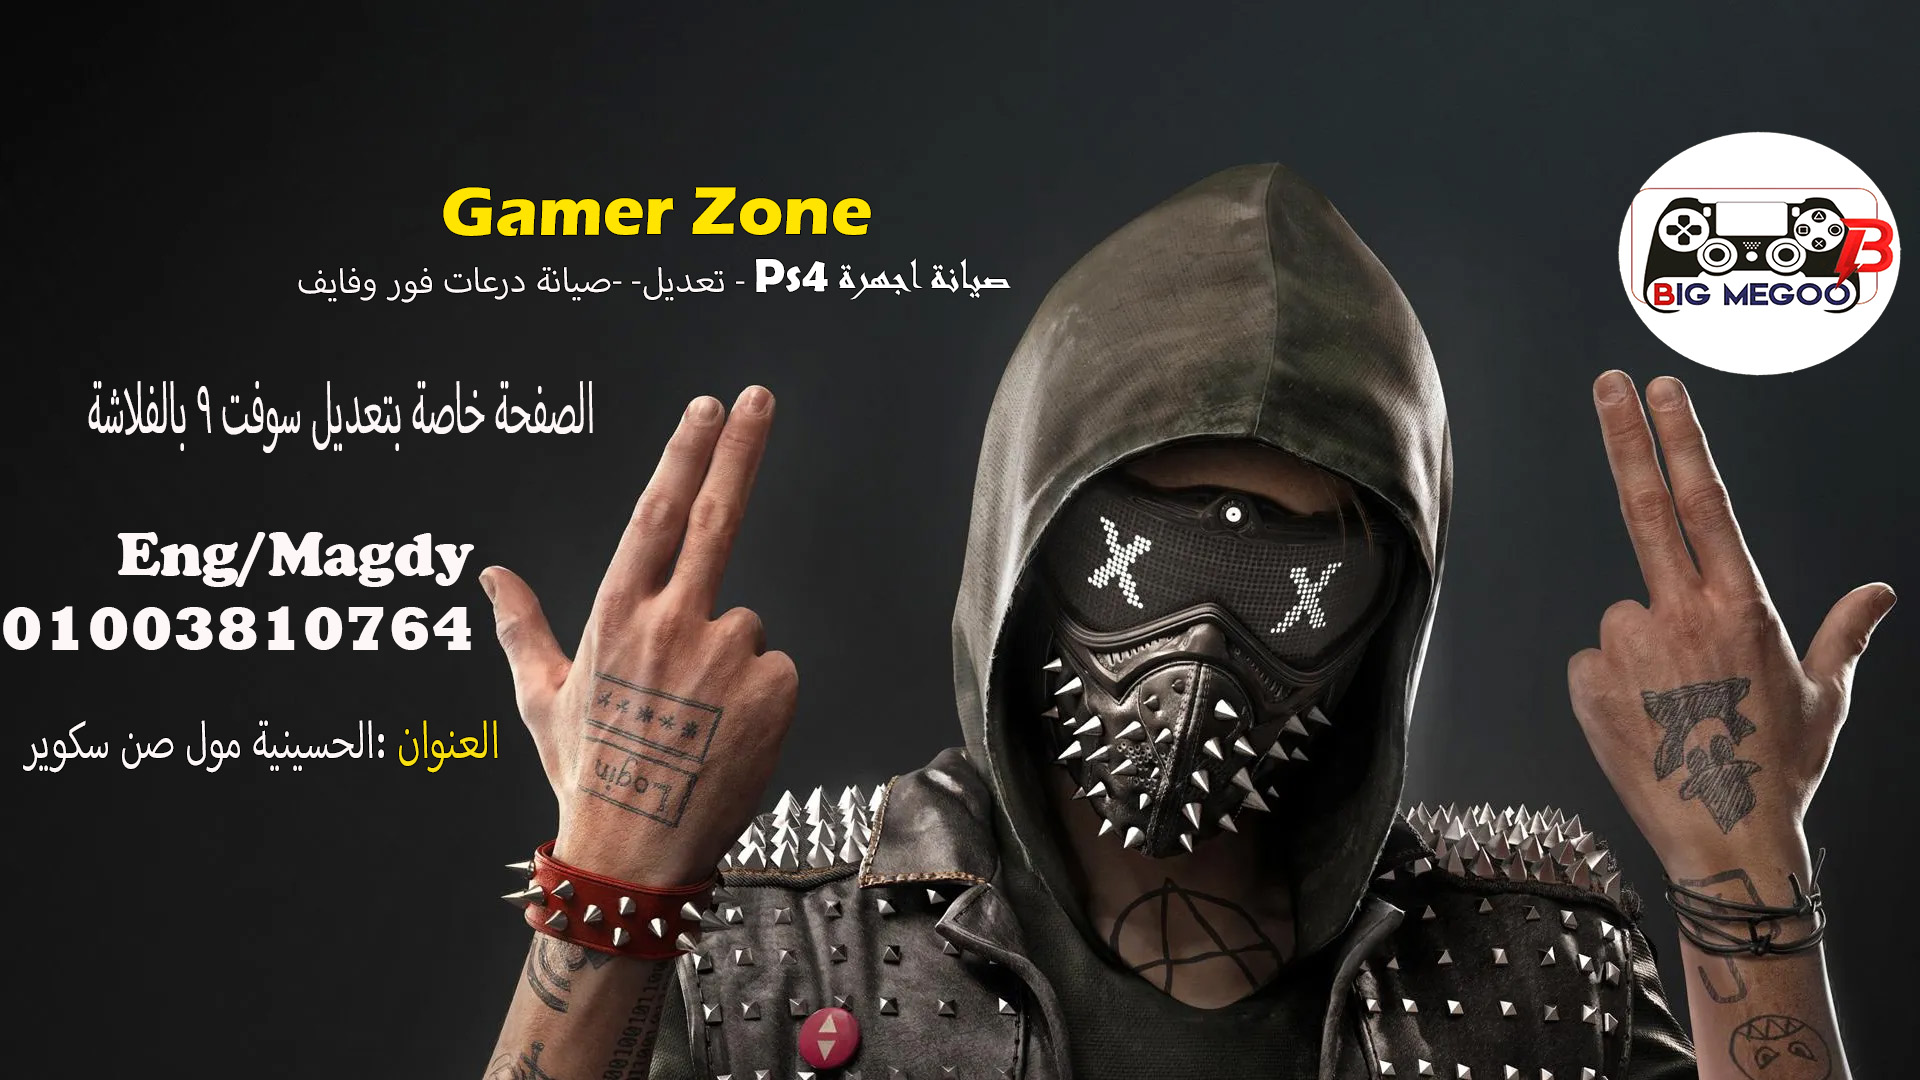 Gamer Zone
صيانة اجهزة Ps4 - تعديل- -صيانة درعات فور وفايف
BIG MEGOO
B
الصفحة خاصة بتعديل سوفت ٩ بالفلاشة
Eng/Magdy
01003810764
العنوان :الحسينية مول صن سكوير
*****
Login